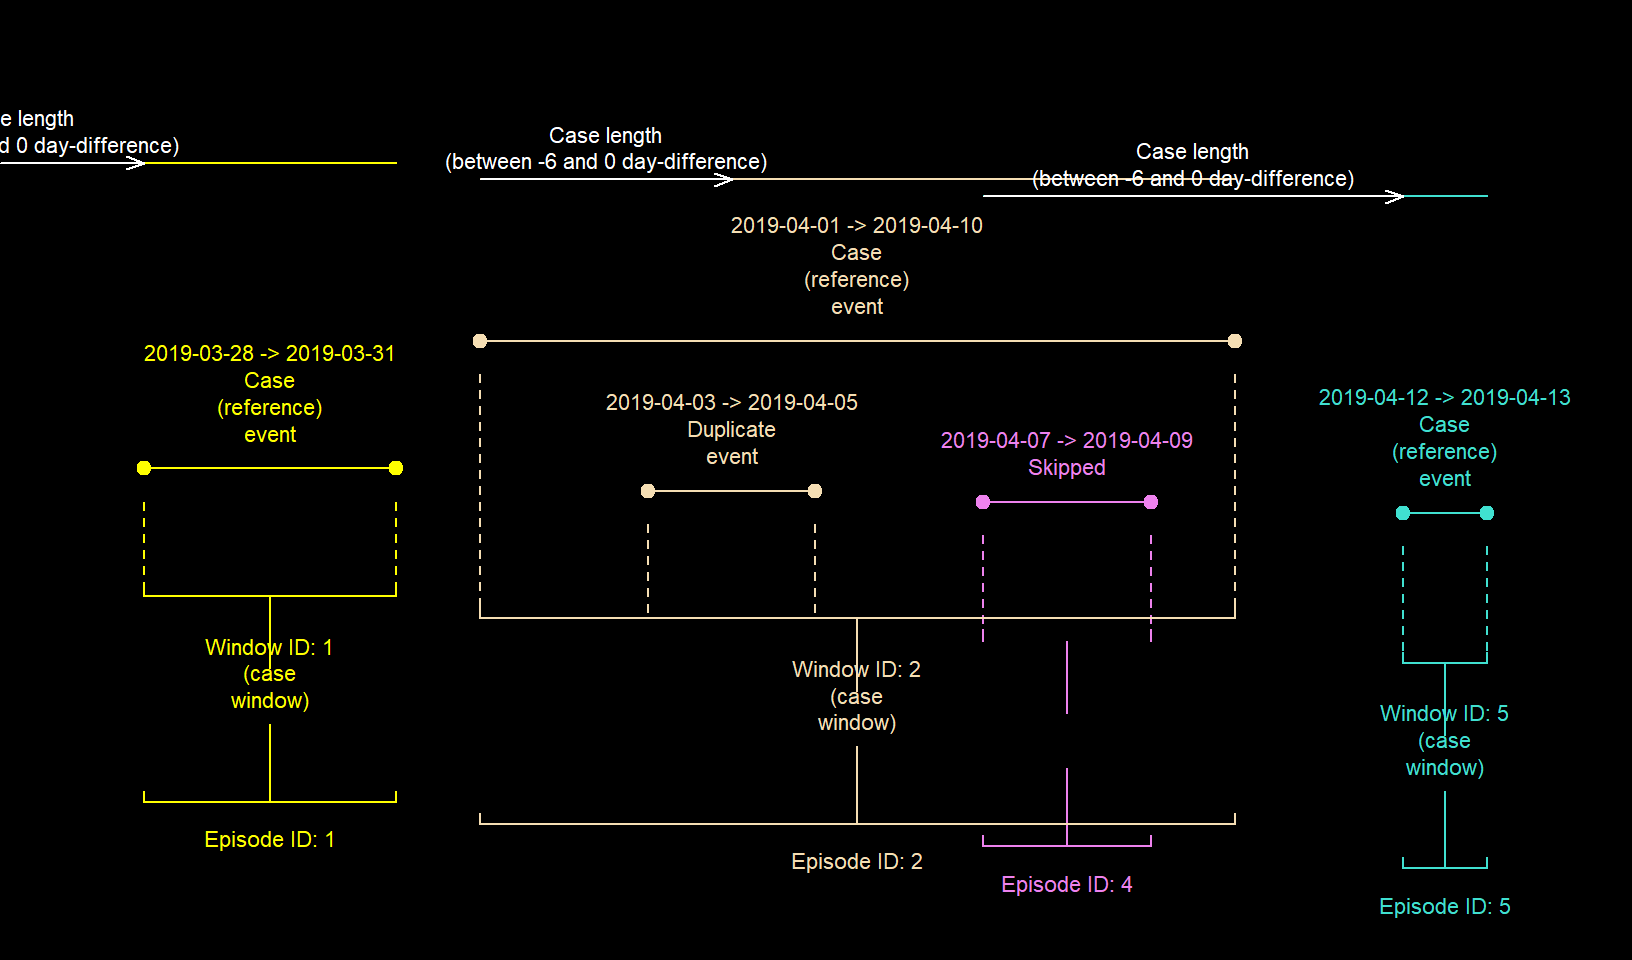 e length
d 0 day-difference)
Case length
(between -6 and 0 day-difference)
Case length
(between -6 and 0 day-difference)
2019-04-01 -> 2019-04-10
Case
(reference)
event
2019-03-28 -> 2019-03-31
Case
(reference)
event
2019-04-03 -> 2019-04-05
Duplicate
event
2019-04-07 -> 2019-04-09
Skipped
2019-04-12 -> 2019-04-13
Case
(reference)
event
Window ID: 1
(case
window)
Window ID: 2
(case
window)
Window ID: 5
(case
window)
Episode ID: 1
Episode ID: 2
Episode ID: 4
Episode ID: 5